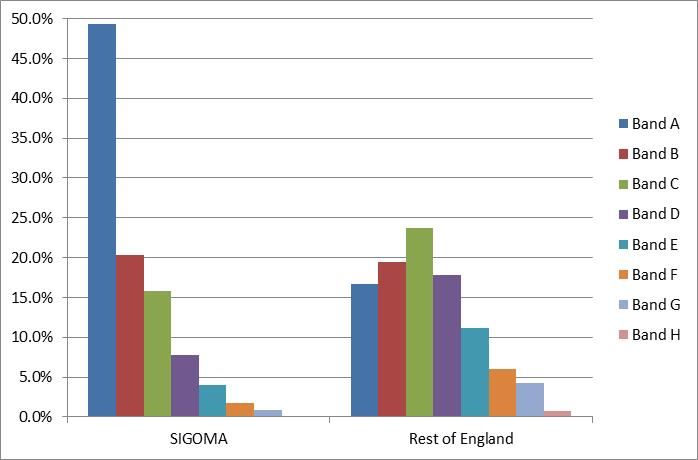 50.0%
45.0%
40.0%
35.0%
30.0%
25.0%
20.0%
15.0%
10.0%
5.0%
0.0%
SIGOMA
Rest of England
Band A
Band B
Band C
Band D
Band E
Band F
Band G
Band H